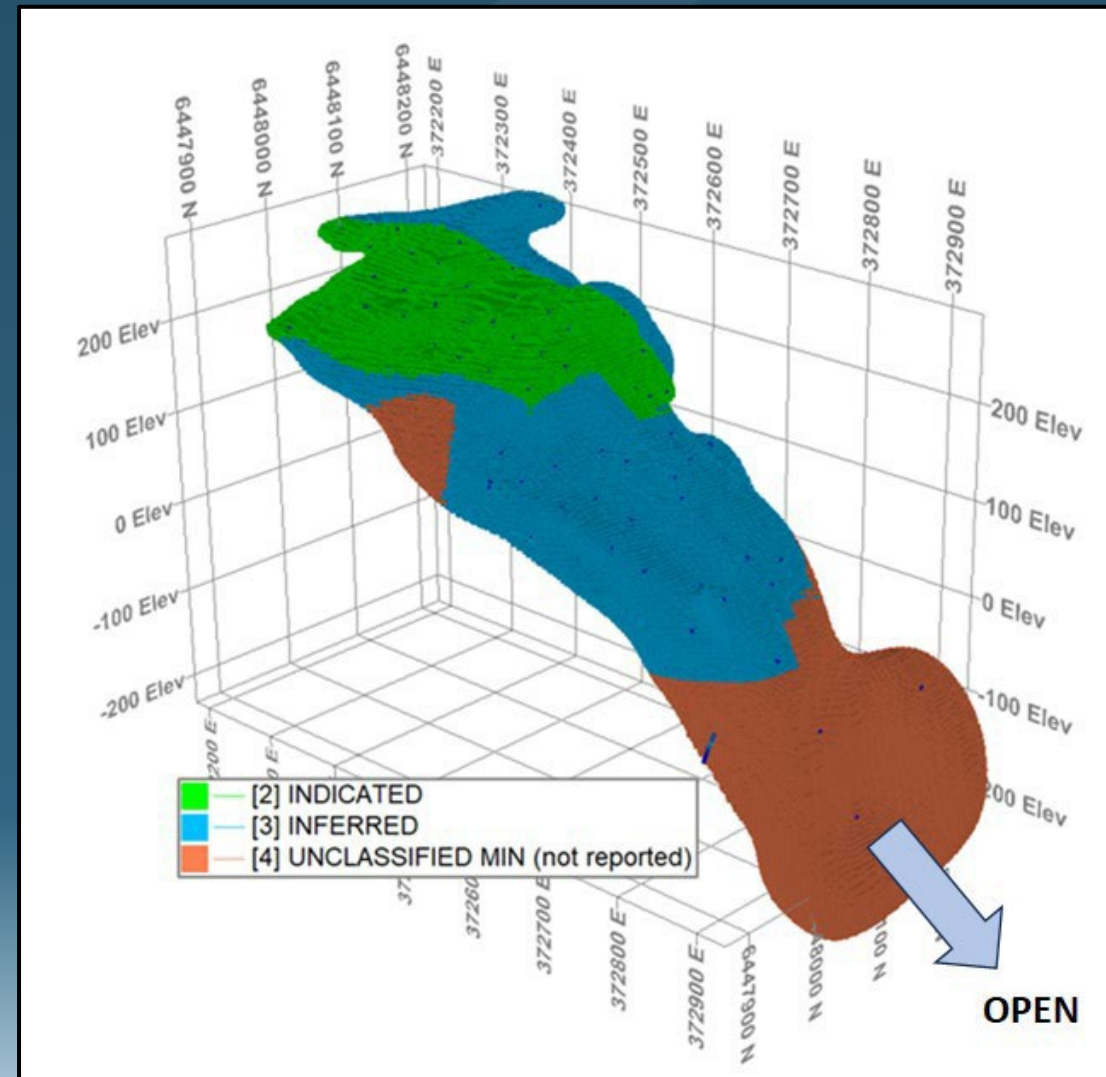 6447900 N
6448000 N
6448100 N
6448200 N
372200 E
372300 E
372400 E
372500 E
372600 E
372700 E
372800 E
372900 E
200 Elev
100 Elev
0 Elev
-100 Elev
-200 Elev
200 Elev
100 Elev
0 Elev
-100 Elev
200 Elev
[2] INDICATED
[3] INFERRED
[4] UNCLASSIFIED MIN (not reported)
372700 E
372800 E
372900 E
6447900 N
OPEN